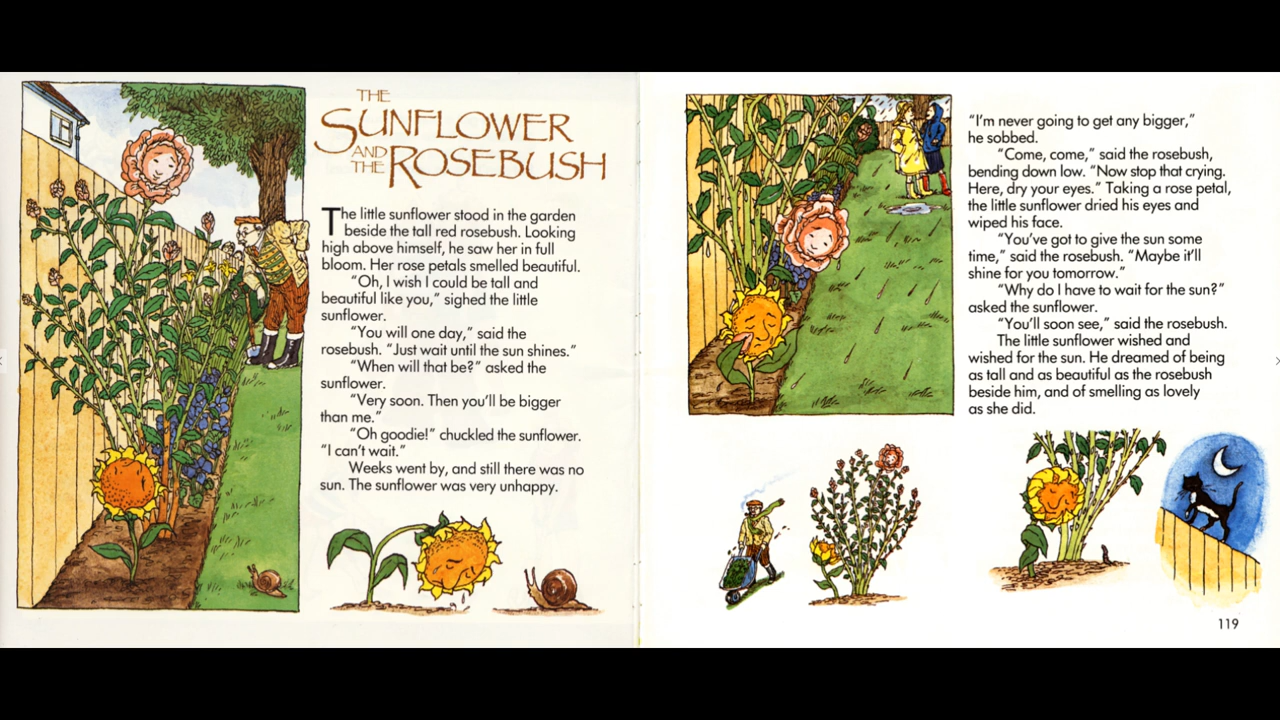 THE
SUNFLOWER
AND
THE ROSEBUSH
The little sunflower stood in the garden
beside the tall red rosebush. Looking
high above himself, he saw her in full
bloom. Her rose petals smelled beautiful.
“Oh, I wish I could be tall and
beautiful like you,” sighed the little
sunflower.
“You will one day,” said the
rosebush. “Just wait until the sun shines.”
“When will that be?” asked the
sunflower.
“Very soon. Then you’ll be bigger
than me.”
“Oh goodie!” chuckled the sunflower.
“I can’t wait.”
Weeks went by, and still there was no
sun. The sunflower was very unhappy.
“I’m never going to get any bigger,”
he sobbed.
“Come, come,” said the rosebush,
bending down low. “Now stop that crying.
Here, dry your eyes.” Taking a rose petal,
the little sunflower dried his eyes and
wiped his face.
“You’ve got to give the sun some
time,” said the rosebush. “Maybe it’ll
shine for you tomorrow.”
“Why do I have to wait for the sun?”
asked the sunflower.
“You’ll soon see,” said the rosebush.
The little sunflower wished and
wished for the sun. He dreamed of being
as tall and as beautiful as the rosebush
beside him, and of smelling as lovely
as she did.
119